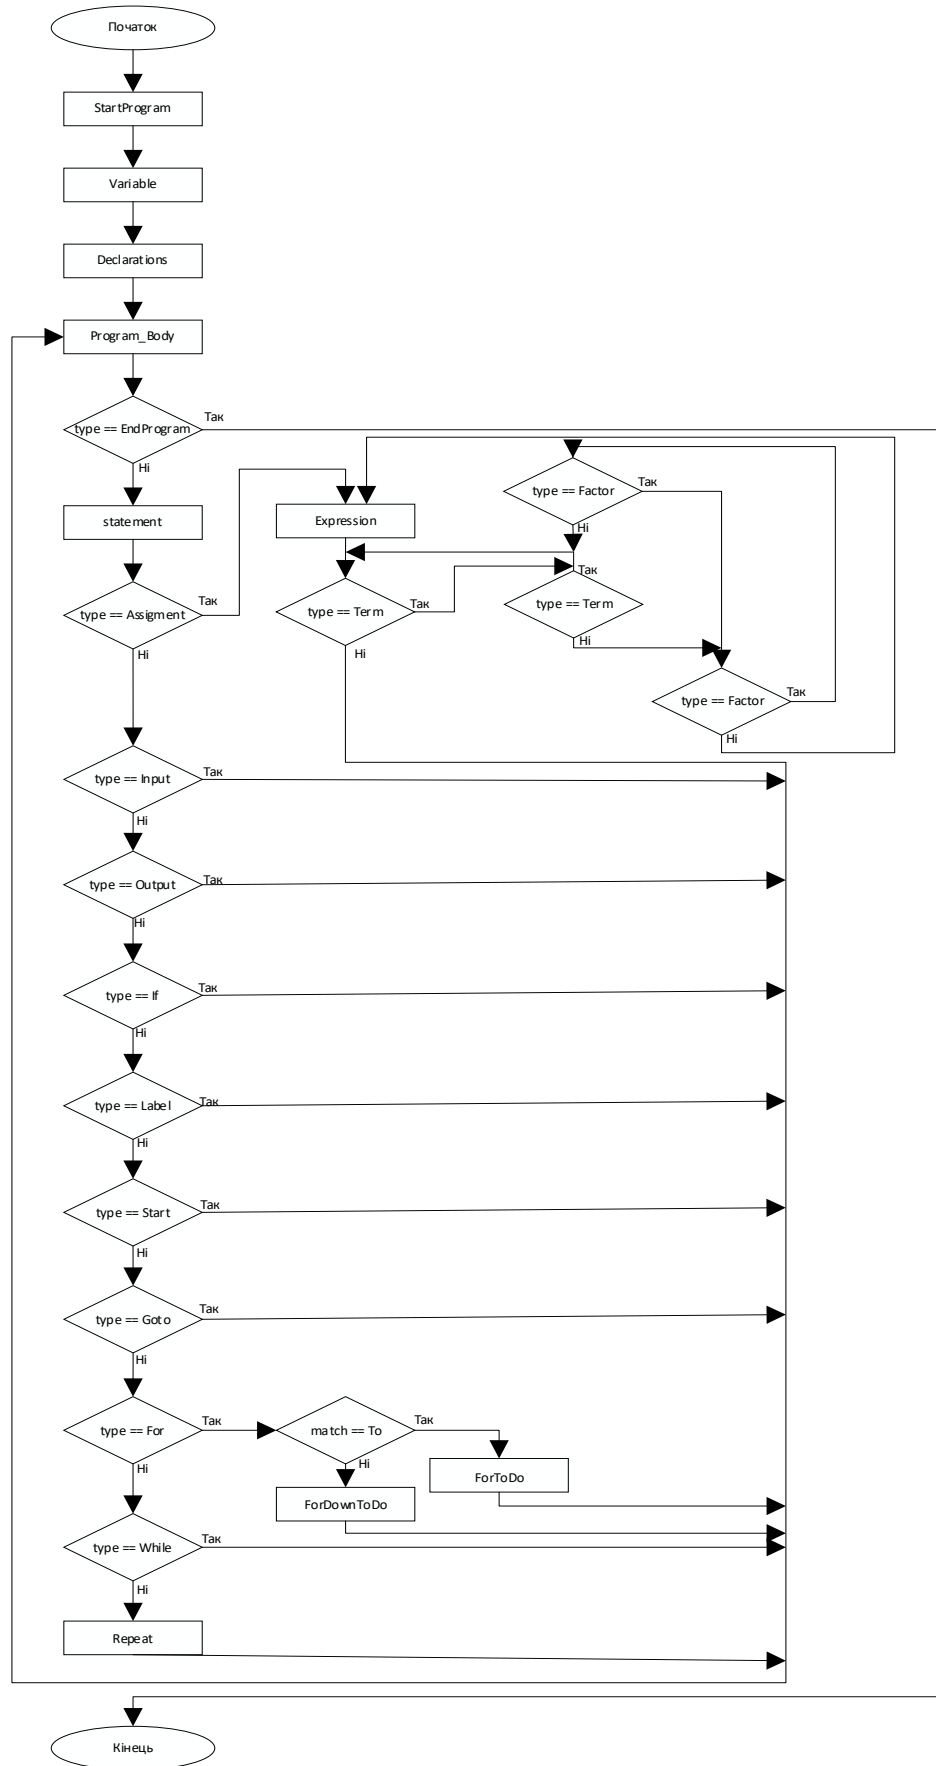 Початок
StartProgram
Variable
Declarations
Program_Body
type == EndProgram
Так
Ні
statement
type == Assigment
Так
Ні
Expression
type == Term
Так
Ні
type == Factor
Так
Ні
type == Term
Так
Ні
type == Factor
Так
Ні
type == Input
Так
Ні
type == Output
Так
Ні
type == If
Так
Ні
type == Label
Так
Ні
type == Start
Так
Ні
type == Goto
Так
Ні
type == For
Так
Ні
match == To
Так
Ні
ForToDo
ForDownToDo
type == While
Так
Ні
Repeat
Кінець